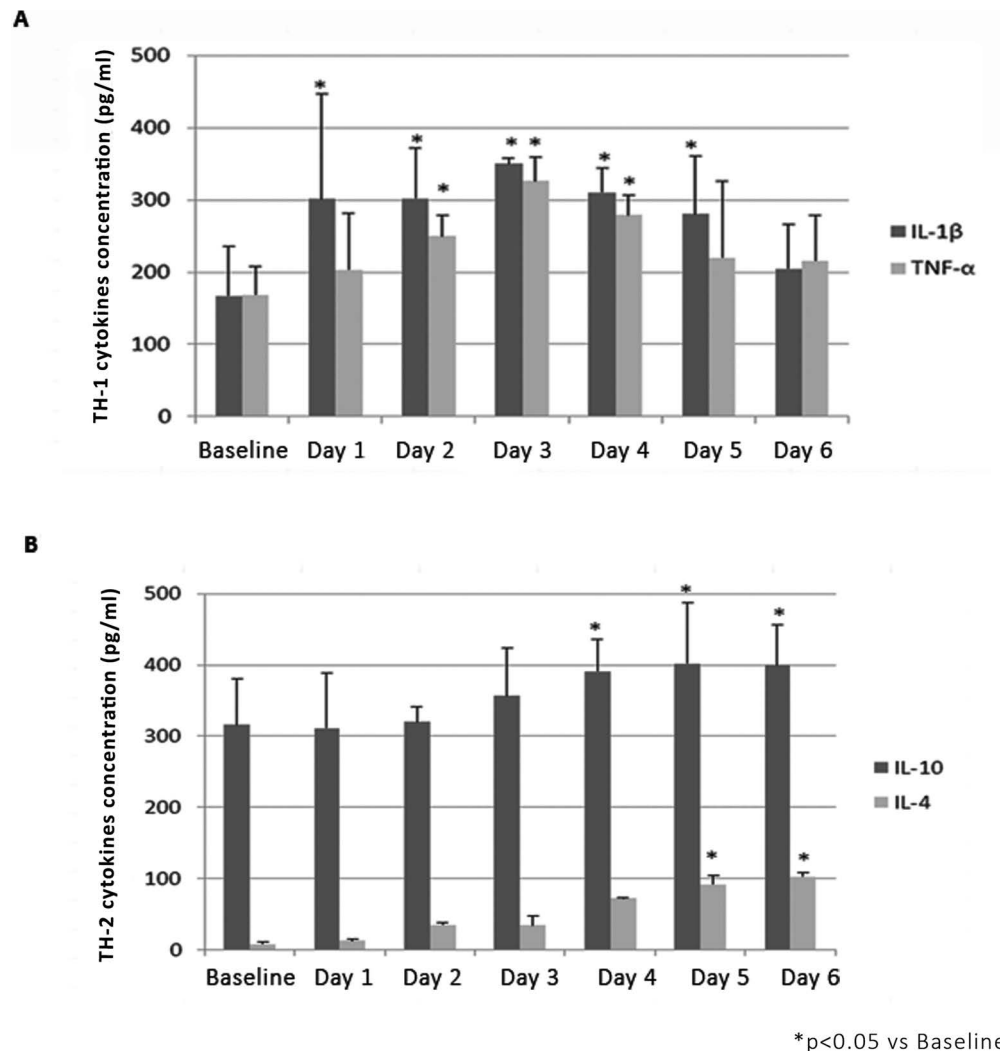 A
TH-1 cytokines concentration (pg/ml)
500
400
300
200
100
0
* * * * * * * *
Baseline Day 1 Day 2 Day 3 Day 4 Day 5 Day 6
IL-1β
TNF-α
B
TH-2 cytokines concentration (pg/ml)
500
400
300
200
100
0
* * * * *
Baseline Day 1 Day 2 Day 3 Day 4 Day 5 Day 6
IL-10
IL-4
*p<0.05 vs Baseline